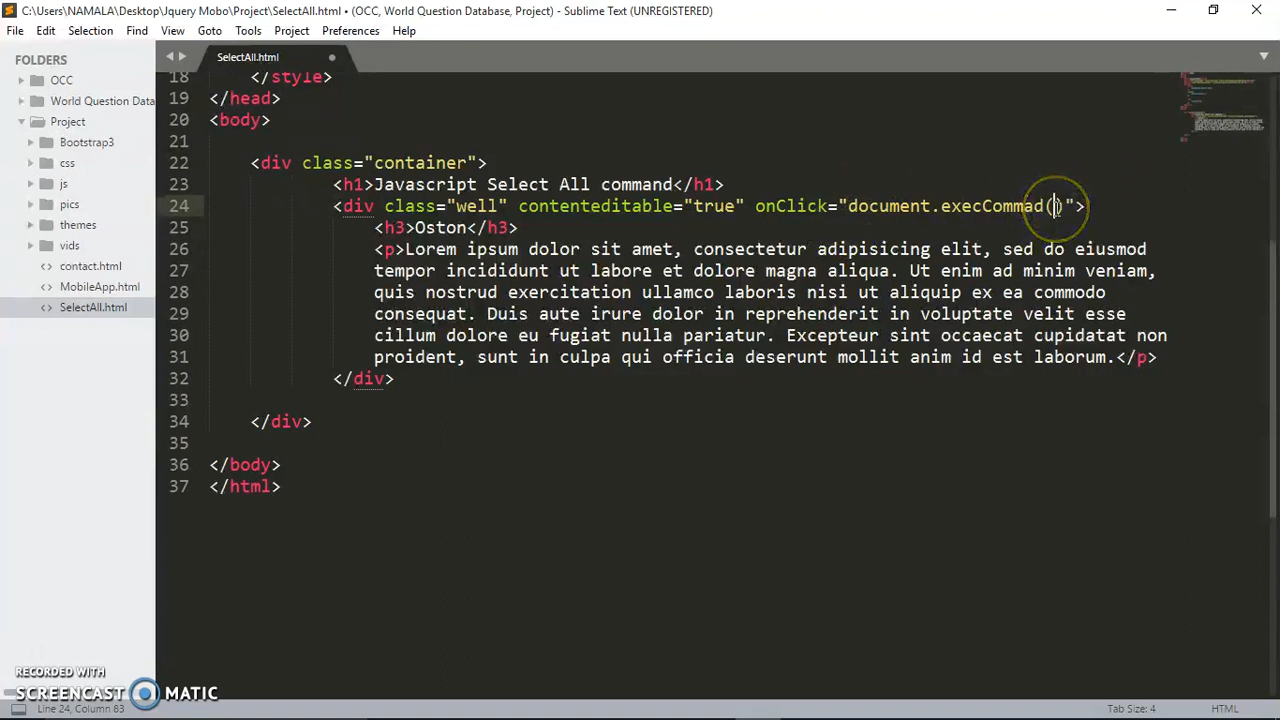 C:\Users\NAMALA\Desktop\Jquery Mobo\Project\SelectAll.html • (OCC, World Question Database, Project) - Sublime Text (UNREGISTERED)
File Edit Selection Find View Goto Tools Project Preferences Help
FOLDERS
OCC
World Question Data
Project
Bootstrap3
css
js
pics
themes
vids
contact.html
MobileApp.html
SelectAll.html
SelectAll.html
18 </style>
19 </head>
20 <body>
21
22 <div class="container">
23 <h1>Javascript Select All command</h1>
24 <div class="well" contenteditable="true" onClick="document.execCommad()">
25 <h3>Oston</h3>
26 <p>Lorem ipsum dolor sit amet, consectetur adipisicing elit, sed do eiusmod
27 tempor incididunt ut labore et dolore magna aliqua. Ut enim ad minim veniam,
28 quis nostrud exercitation ullamco laboris nisi ut aliquip ex ea commodo
29 consequat. Duis aute irure dolor in reprehenderit in voluptate velit esse
30 cillum dolore eu fugiat nulla pariatur. Excepteur sint occaecat cupidatat non
31 proident, sunt in culpa qui officia deserunt mollit anim id est laborum.</p>
32 </div>
33
34 </div>
35
36 </body>
37 </html>
RECORDED WITH
SCREENCAST MATIC
Line 24, Column 83
Tab Size: 4
HTML